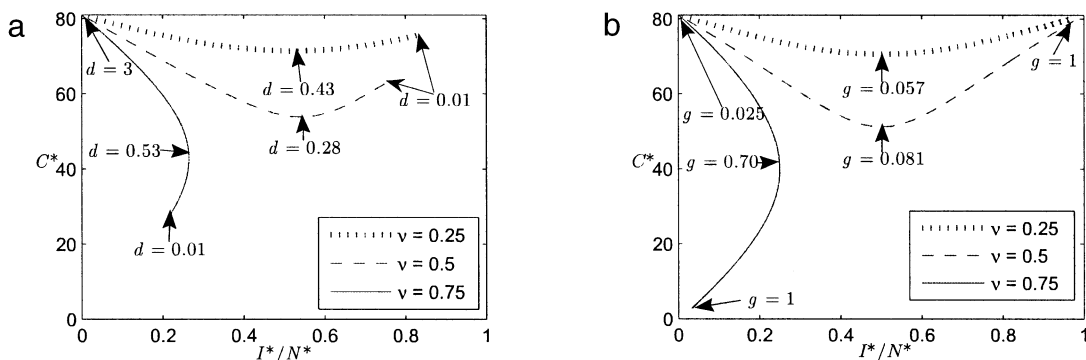 a
80
60
C*
40
20
0
d = 3
d = 0.43
d = 0.01
d = 0.28
d = 0.53
d = 0.01
ν = 0.25
ν = 0.5
ν = 0.75
0 0.2 0.4 0.6 0.8 1
I*/N*
b
80
60
C*
40
20
0
g = 1
g = 0.057
g = 0.025
g = 0.081
g = 0.70
g = 1
ν = 0.25
ν = 0.5
ν = 0.75
0 0.2 0.4 0.6 0.8 1
I*/N*